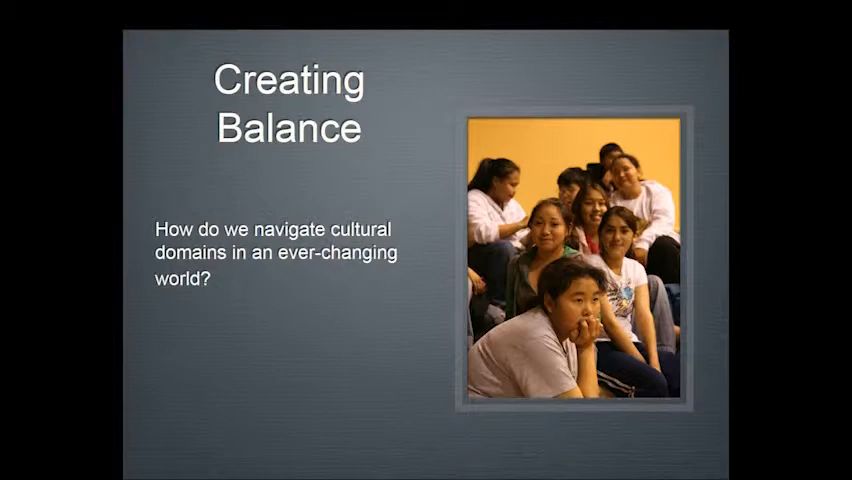 Creating
Balance
How do we navigate cultural
domains in an ever-changing
world?